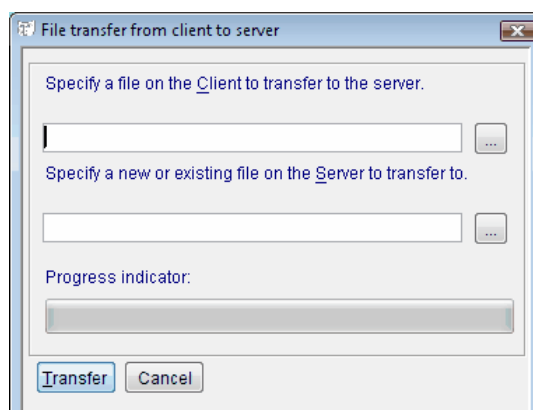 File transfer from client to server
Specify a file on the Client to transfer to the server.
...
Specify a new or existing file on the Server to transfer to.
...
Progress indicator:
Transfer Cancel